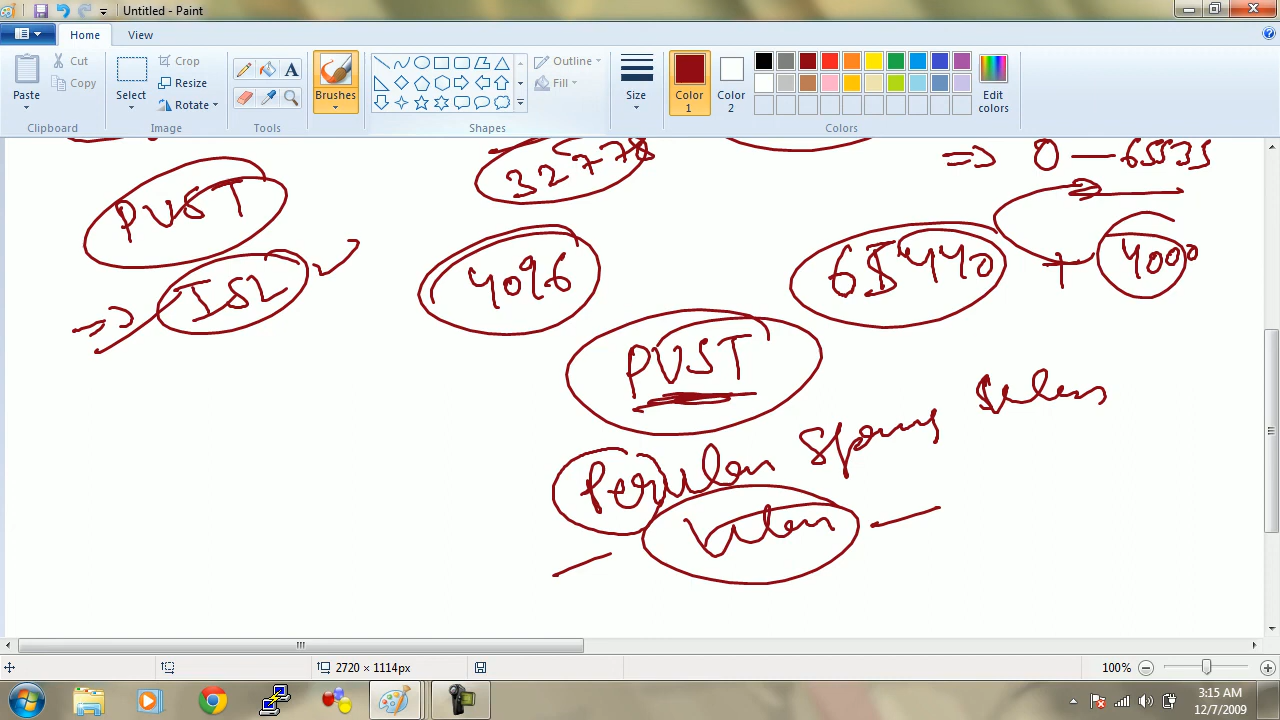 Untitled - Paint
Home View
Paste Cut Copy Clipboard
Select Crop Resize Rotate Image
Tools
Brushes
Shapes Outline Fill
Size
Color 1 Color 2 Edit colors Colors
32778 => 0 — 65535
PVST
4096 61440 + 4000
=> ISL
PVST
Pervlan
Vlan
2720 × 1114px 100%
3:15 AM
12/7/2009